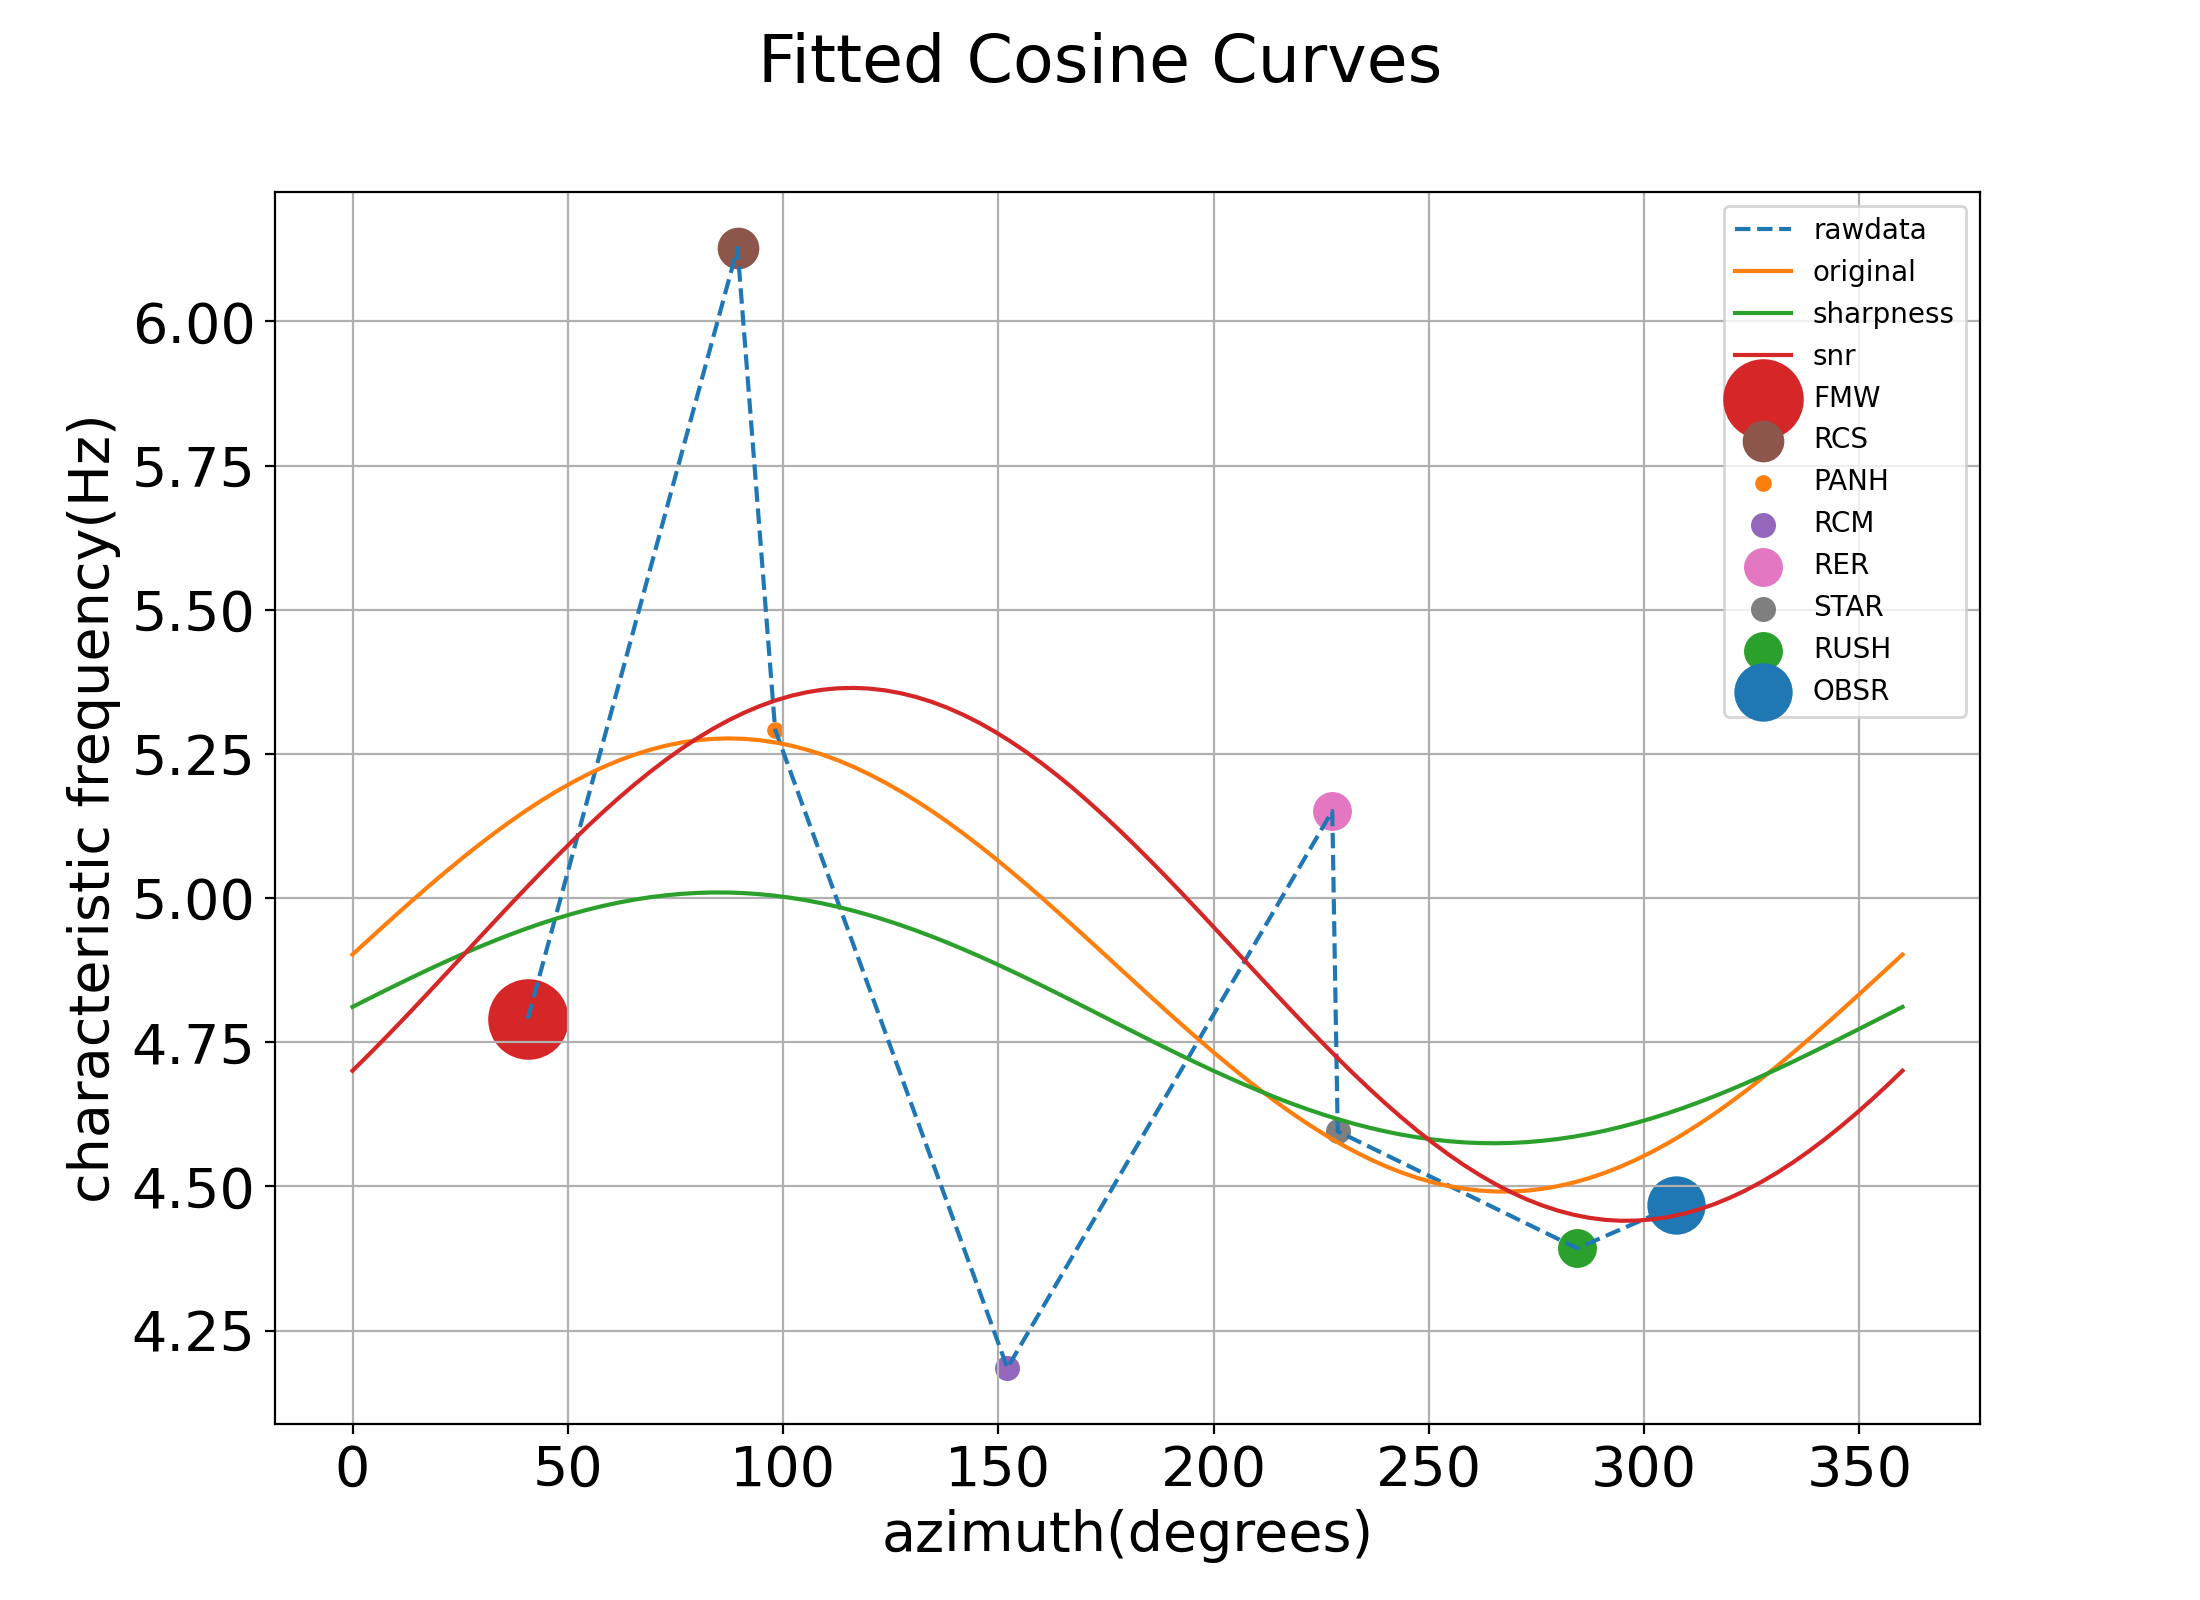 Fitted Cosine Curves
characteristic frequency(Hz)
6.00
5.75
5.50
5.25
5.00
4.75
4.50
4.25
0 50 100 150 200 250 300 350
azimuth(degrees)
rawdata
original
sharpness
snr
FMW
RCS
PANH
RCM
RER
STAR
RUSH
OBSR